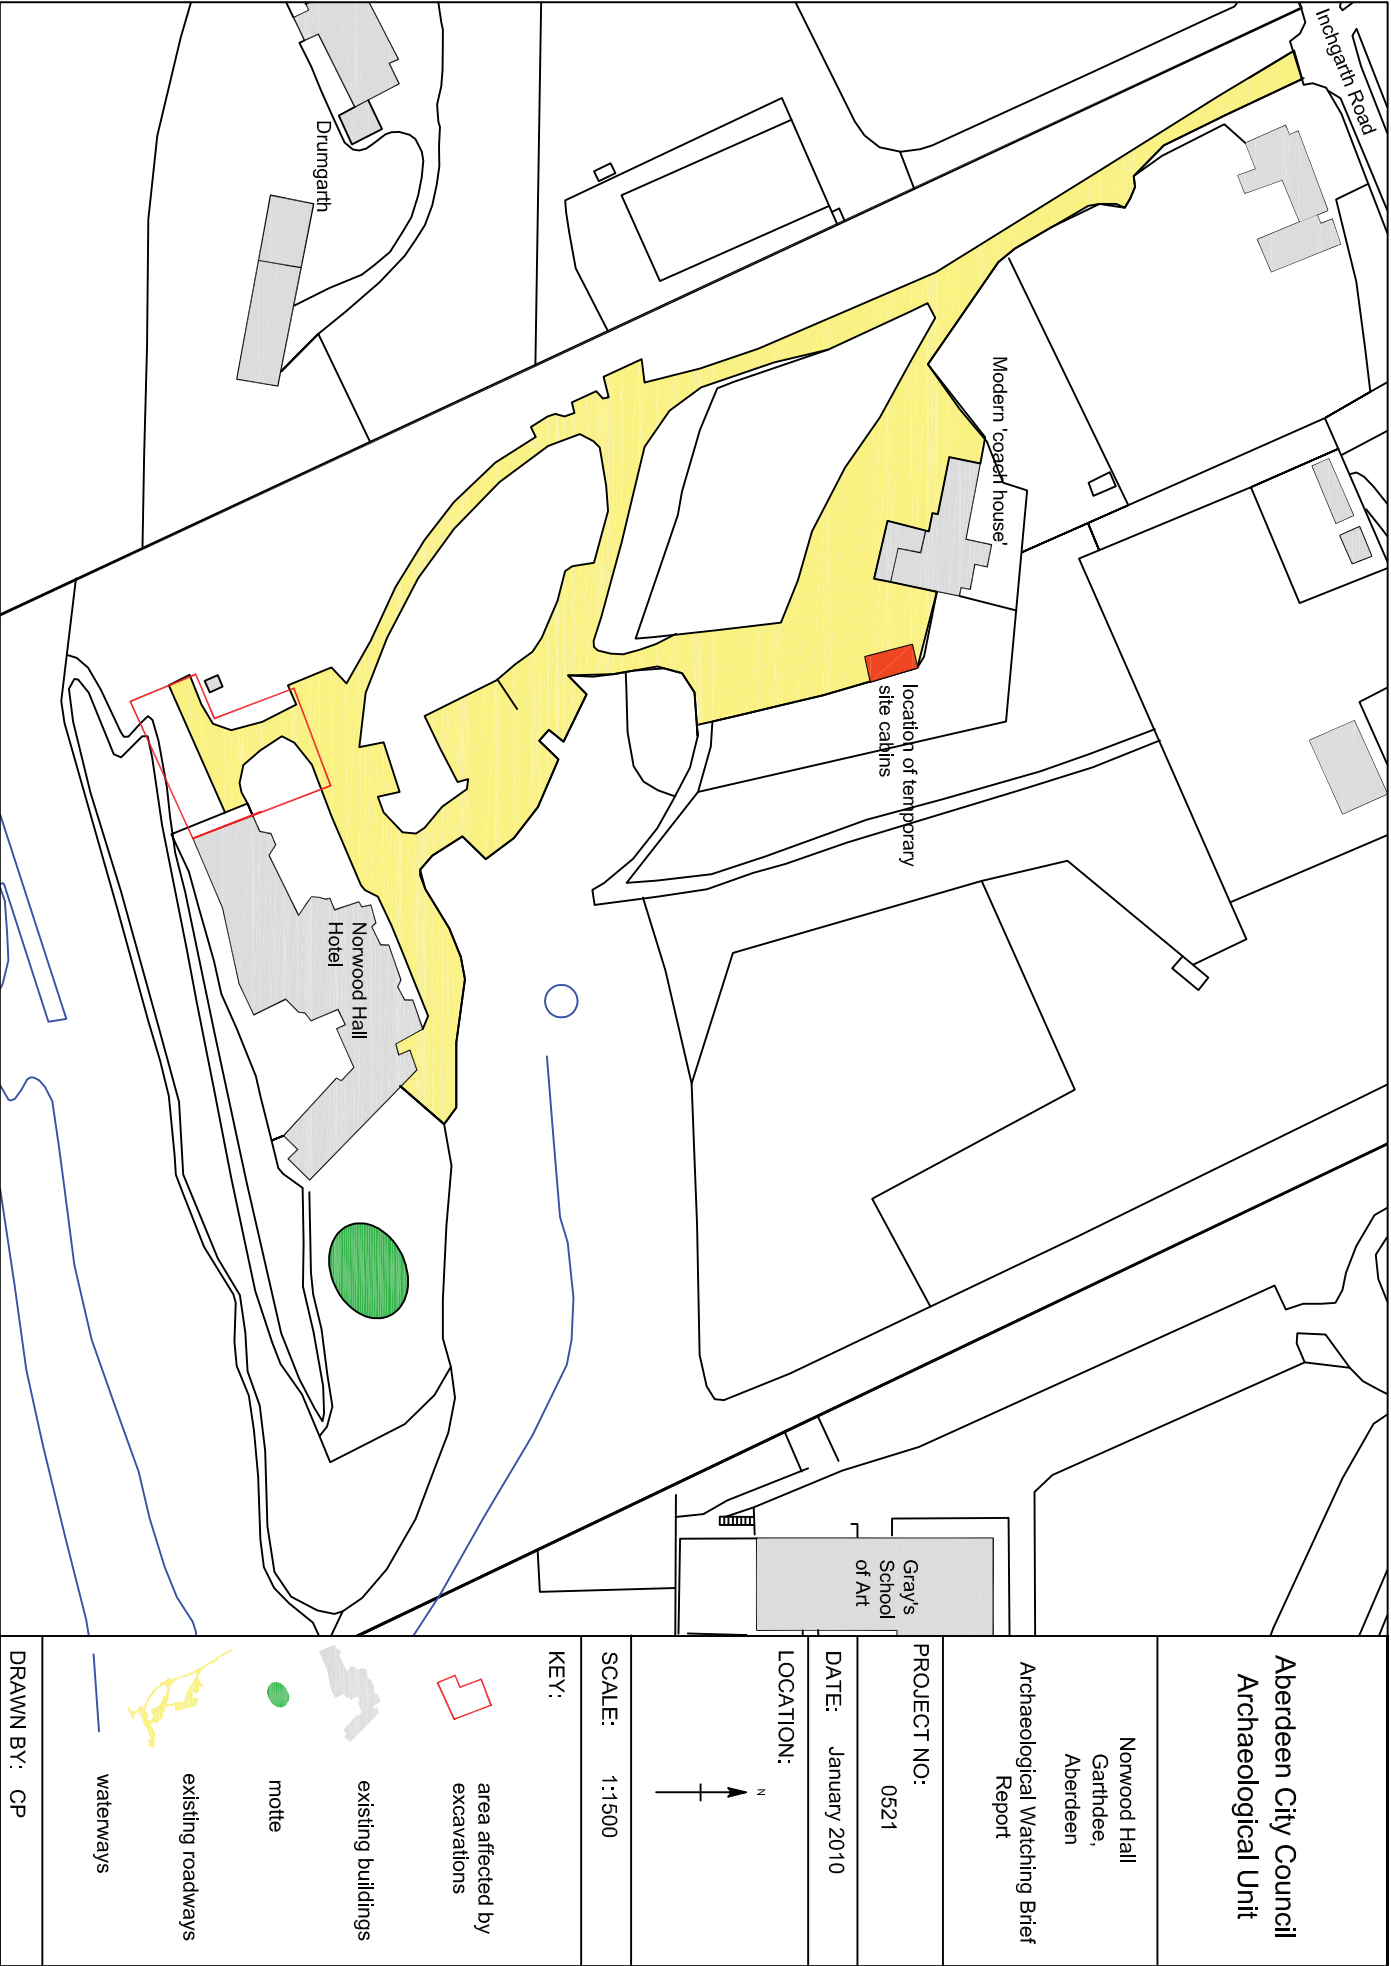 Inchgarth Road
Drumgarth
Modern 'coach house'
location of temporary
site cabins
Norwood Hall
Hotel
Gray's
School
of Art
Aberdeen City Council
Archaeological Unit
Norwood Hall
Garthdee,
Aberdeen
Archaeological Watching Brief
Report
PROJECT NO:
0521
DATE: January 2010
LOCATION:
N
SCALE: 1:1500
KEY:
area affected by
excavations
existing buildings
motte
existing roadways
waterways
DRAWN BY: CP